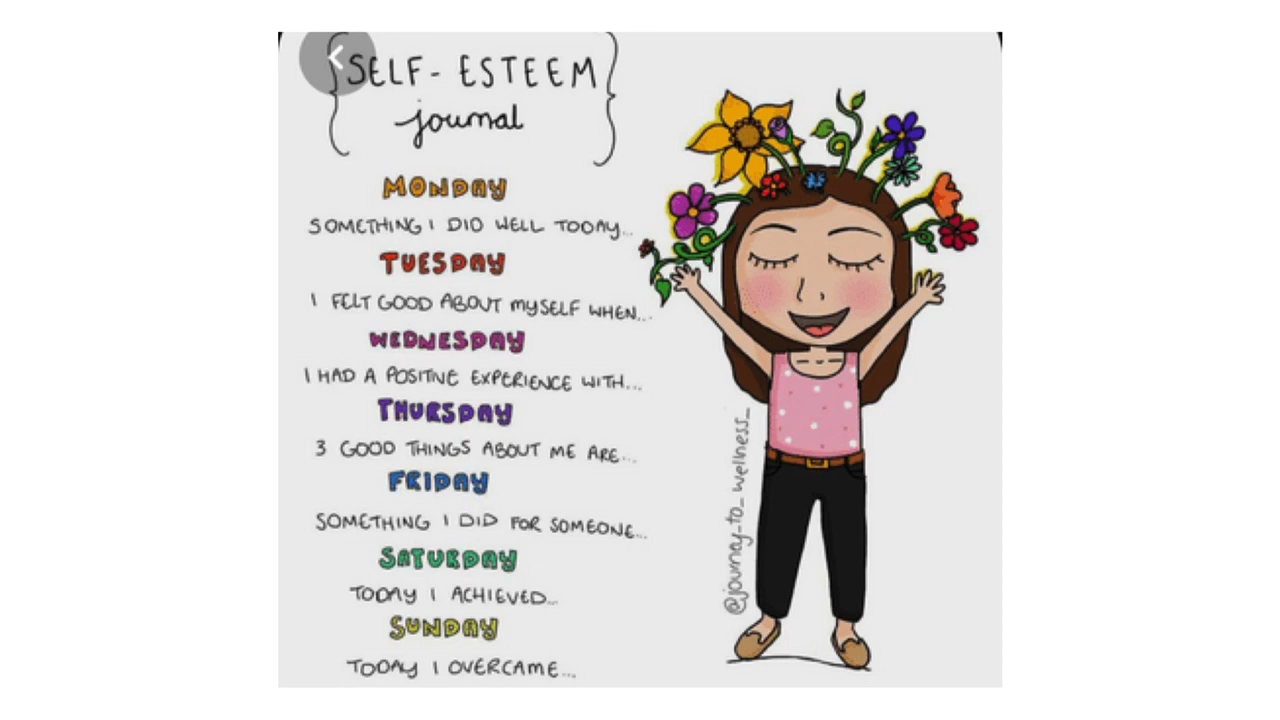 SELF-ESTEEM
journal
MONDAY
SOMETHING I DID WELL TODAY...
TUESDAY
I FELT GOOD ABOUT MYSELF WHEN...
WEDNESDAY
I HAD A POSITIVE EXPERIENCE WITH...
THURSDAY
3 GOOD THINGS ABOUT ME ARE...
FRIDAY
SOMETHING I DID FOR SOMEONE...
SATURDAY
TODAY I ACHIEVED...
SUNDAY
TODAY I OVERCAME...
@journey_to_wellness_